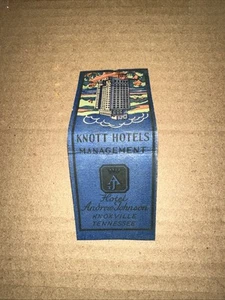 KNOTT HOTELS
MANAGEMENT
Hotel
Andrew Johnson
KNOXVILLE
TENNESSEE